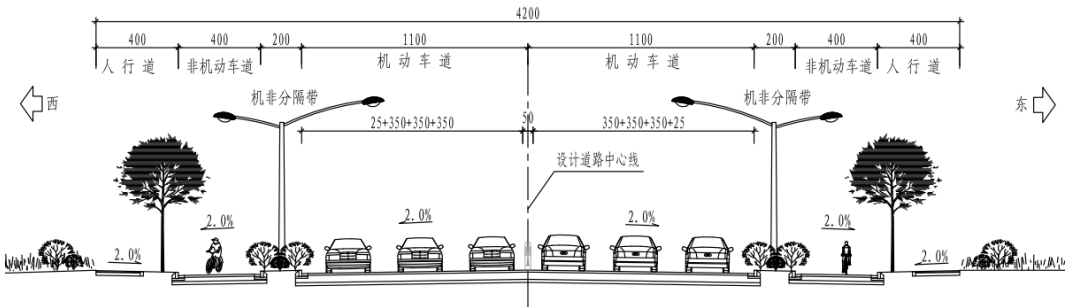 4200
400 400 200 1100 1100 200 400 400
人行道 非机动车道 机动车道 机动车道 非机动车道 人行道
西 机非分隔带 机非分隔带 东
25+350+350+350 50 350+350+350+25
设计道路中心线
2.0% 2.0% 2.0% 2.0%
2.0% 2.0%